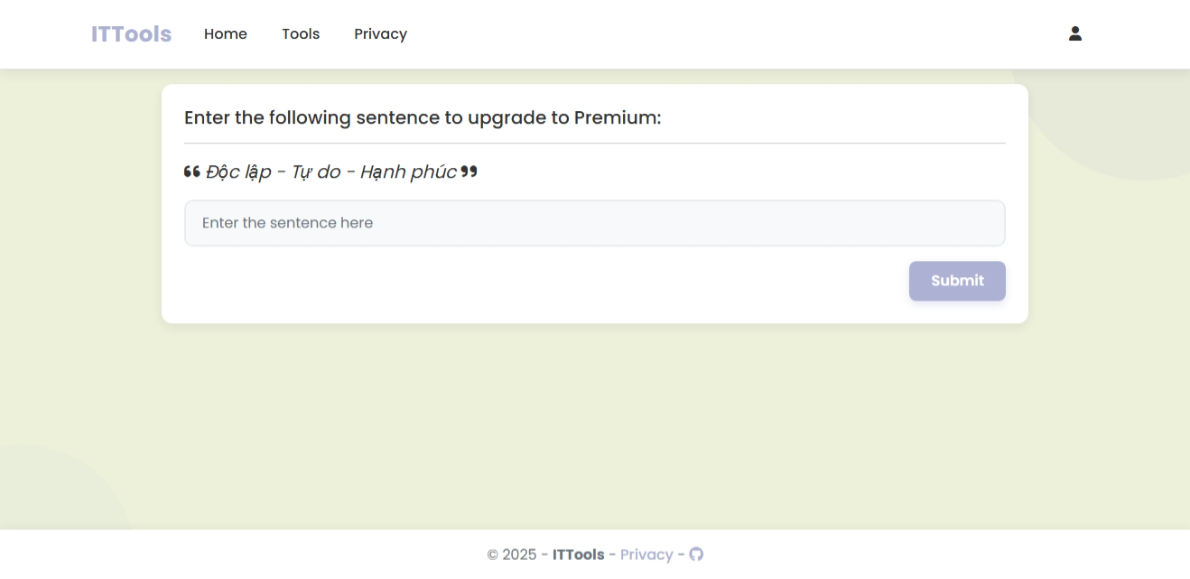 ITTools Home Tools Privacy
Enter the following sentence to upgrade to Premium:
❝ Độc lập - Tự do - Hạnh phúc ❞
Enter the sentence here
Submit
© 2025 - ITTools - Privacy -